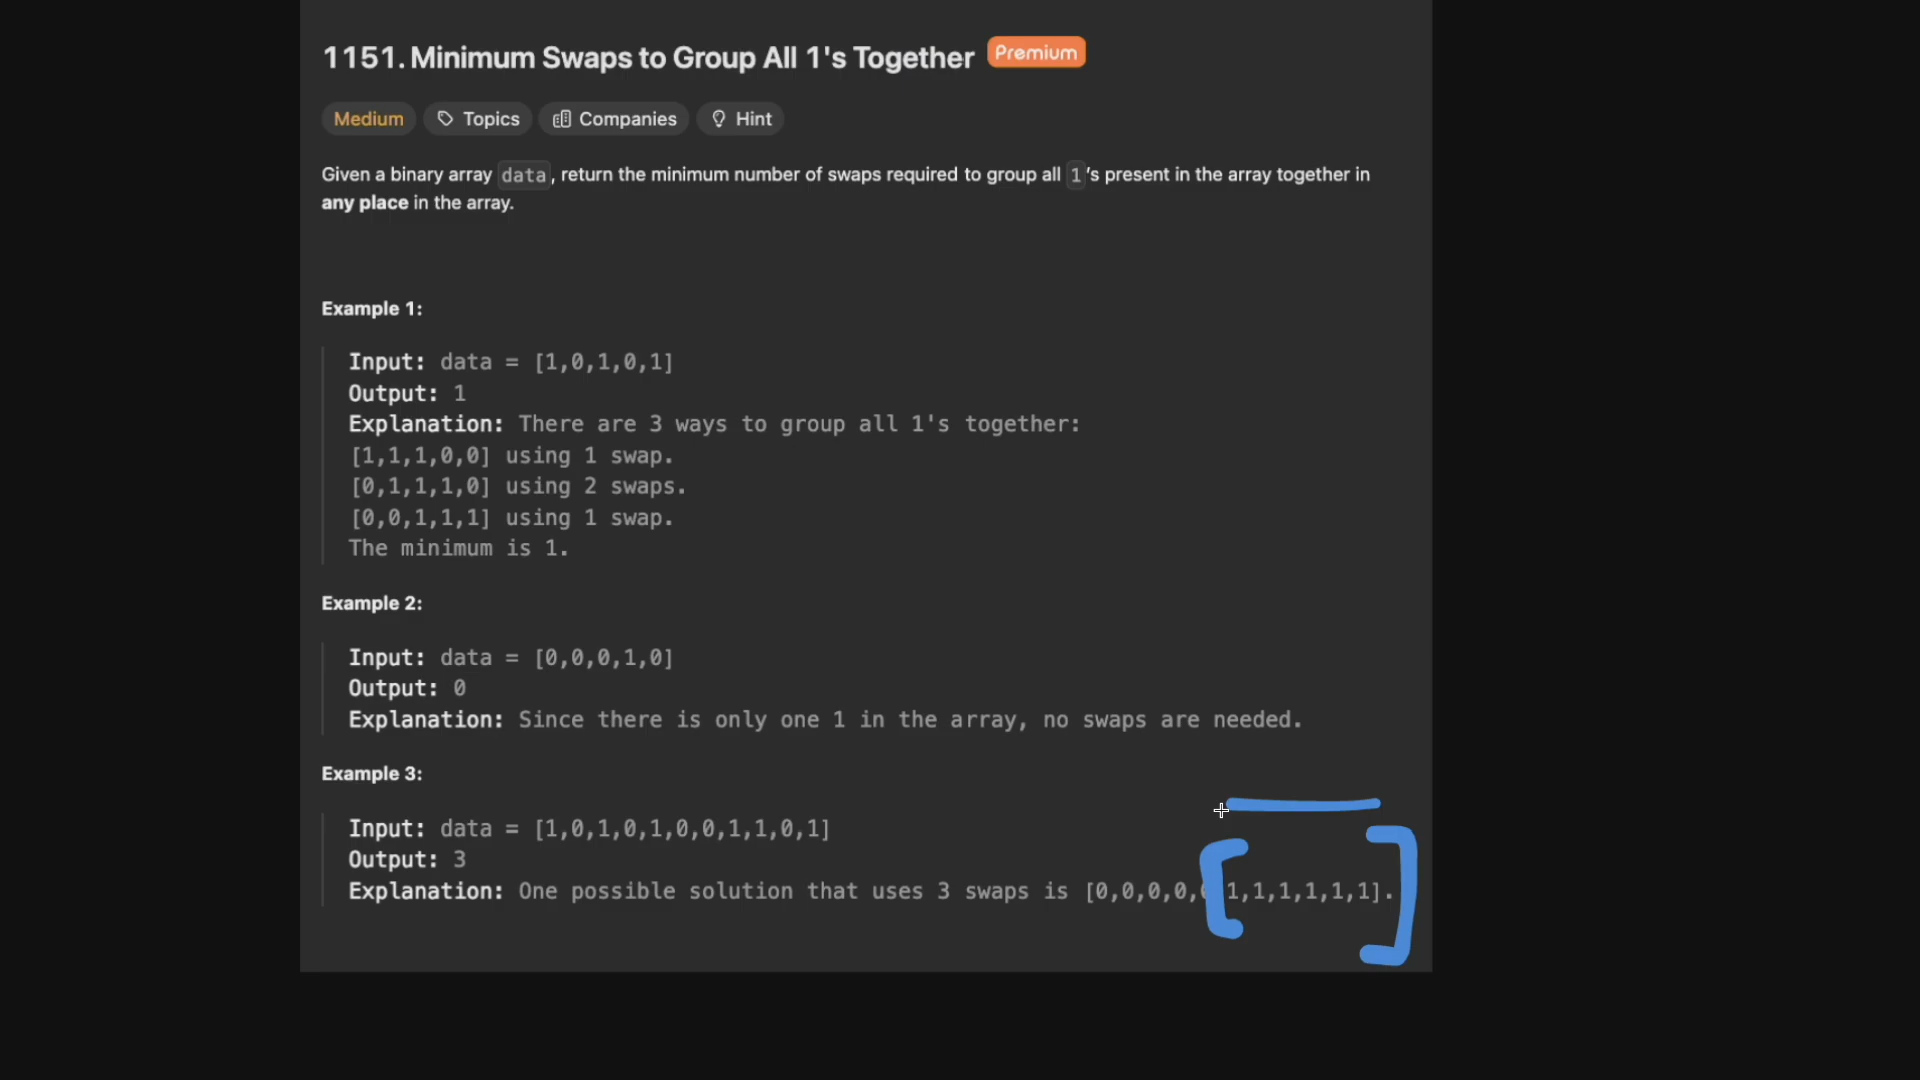 1151. Minimum Swaps to Group All 1's Together Premium
Medium Topics Companies Hint
Given a binary array data, return the minimum number of swaps required to group all 1's present in the array together in
any place in the array.
Example 1:
Input: data = [1,0,1,0,1]
Output: 1
Explanation: There are 3 ways to group all 1's together:
[1,1,1,0,0] using 1 swap.
[0,1,1,1,0] using 2 swaps.
[0,0,1,1,1] using 1 swap.
The minimum is 1.
Example 2:
Input: data = [0,0,0,1,0]
Output: 0
Explanation: Since there is only one 1 in the array, no swaps are needed.
Example 3:
Input: data = [1,0,1,0,1,0,0,1,1,0,1]
Output: 3
Explanation: One possible solution that uses 3 swaps is [0,0,0,0,0,1,1,1,1,1,1].